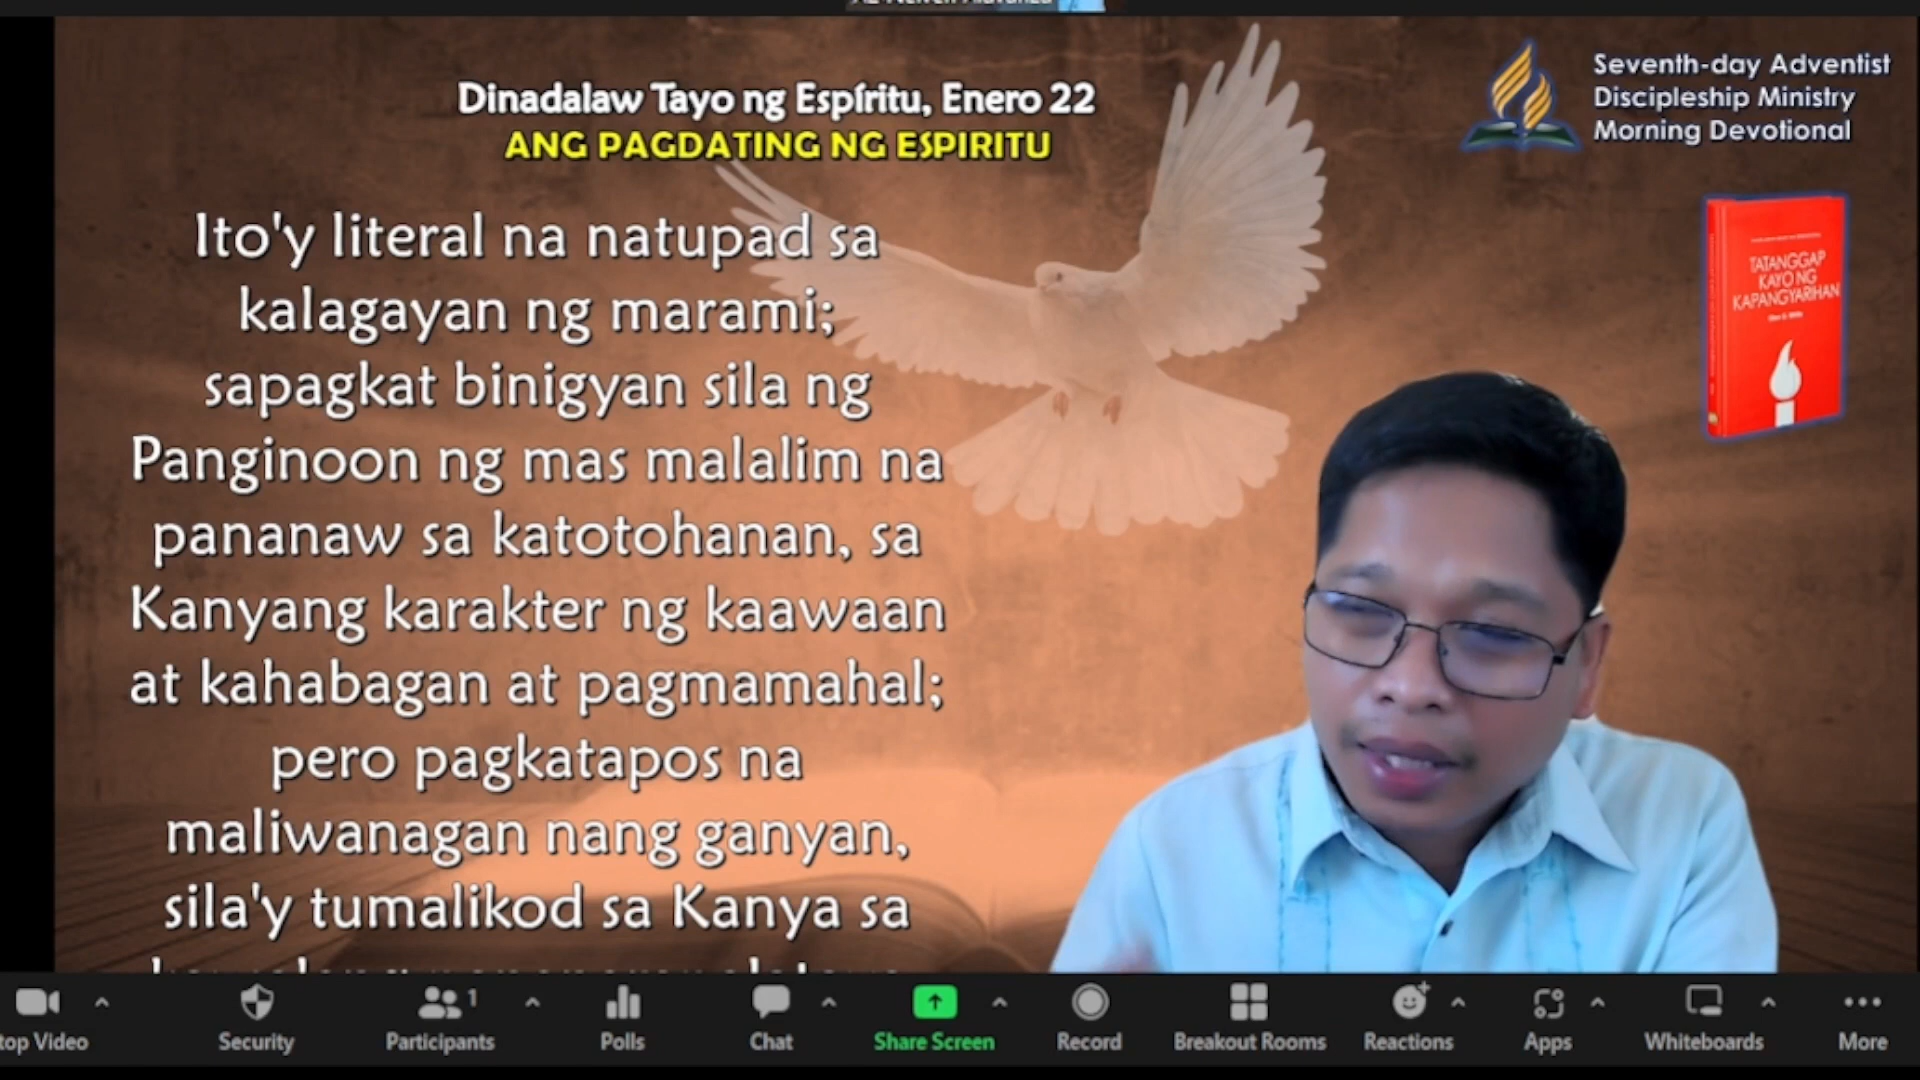 Dinadalaw Tayo ng Espíritu, Enero 22
ANG PAGDATING NG ESPIRITU
Seventh-day Adventist
Discipleship Ministry
Morning Devotional
TATANGGAP
KAYO NG
KAPANGYARIHAN
Ito'y literal na natupad sa
kalagayan ng marami;
sapagkat binigyan sila ng
Panginoon ng mas malalim na
pananaw sa katotohanan, sa
Kanyang karakter ng kaawaan
at kahabagan at pagmamahal;
pero pagkatapos na
maliwanagan nang ganyan,
sila'y tumalikod sa Kanya sa
top Video
Security
Participants
1
Polls
Chat
Share Screen
Record
Breakout Rooms
Reactions
Apps
Whiteboards
More